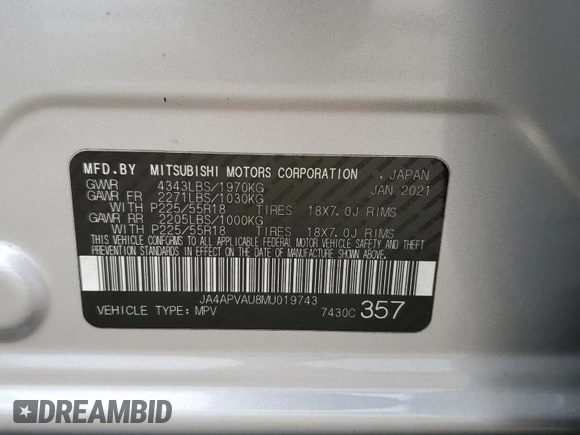 MFD.BY MITSUBISHI MOTORS CORPORATION . JAPAN
GVWR 4343LBS/1970KG JAN 2021
GAWR FR 2271LBS/1030KG
WITH P225/55R18 TIRES 18X7.0J RIMS
GAWR RR 2205LBS/1000KG
WITH P225/55R18 TIRES 18X7.0J RIMS
THIS VEHICLE CONFORMS TO ALL APPLICABLE FEDERAL MOTOR VEHICLE SAFETY AND THEFT
PREVENTION STANDARDS IN EFFECT ON THE DATE OF MANUFACTURE SHOWN ABOVE.
JA4APVAU8MU019743
VEHICLE TYPE:MPV 7430C 357
DREAMBID